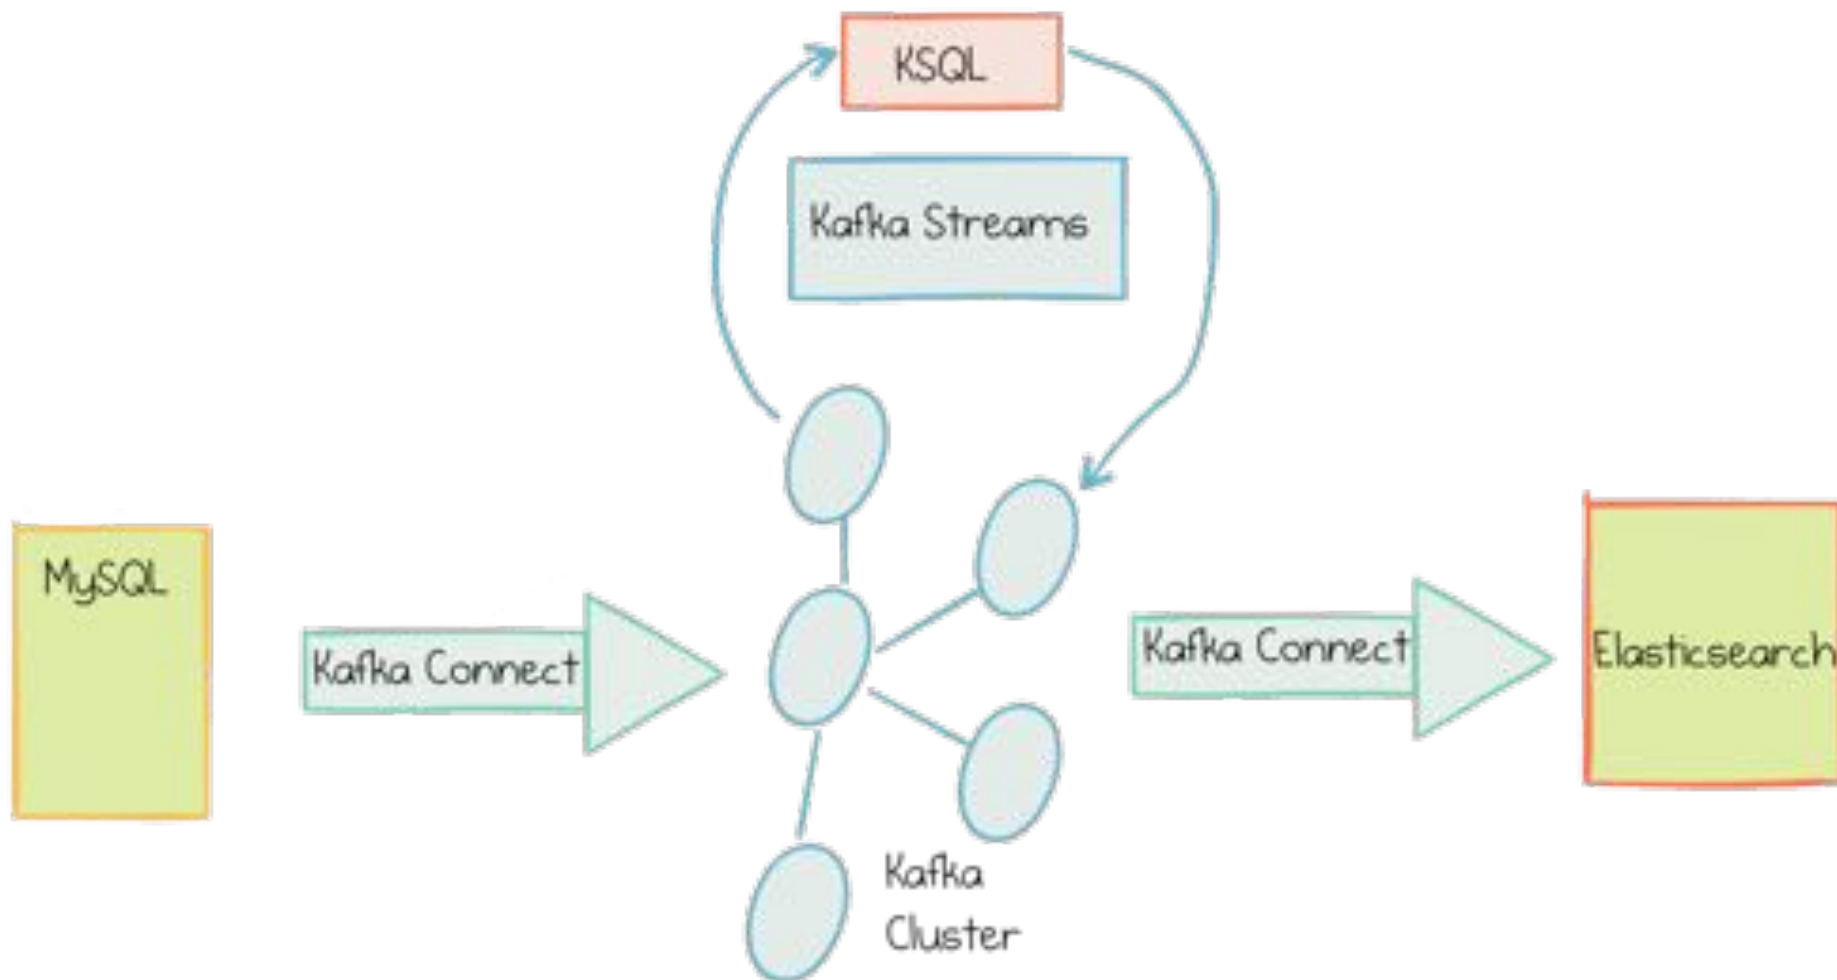 KSQL
Kafka Streams
MySQL
Kafka Connect
Kafka Connect
Elasticsearch
Kafka
Cluster